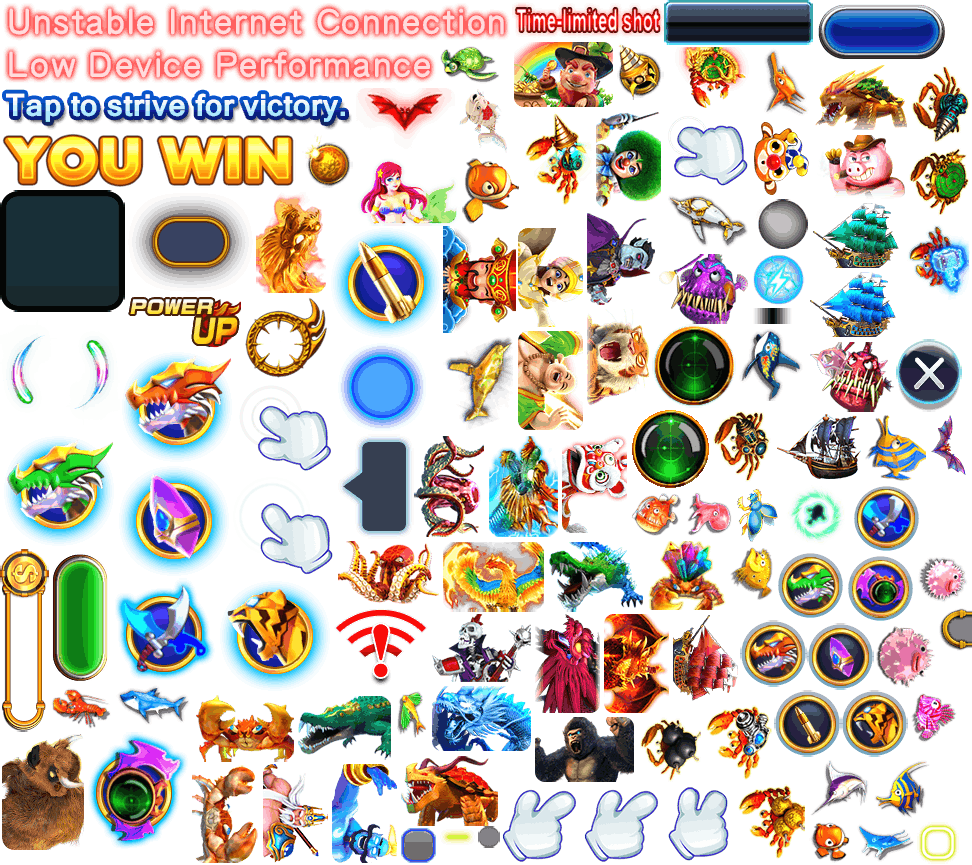 Unstable Internet Connection
Time-limited shot
Low Device Performance
Tap to strive for victory.
YOU WIN
POWER
UP